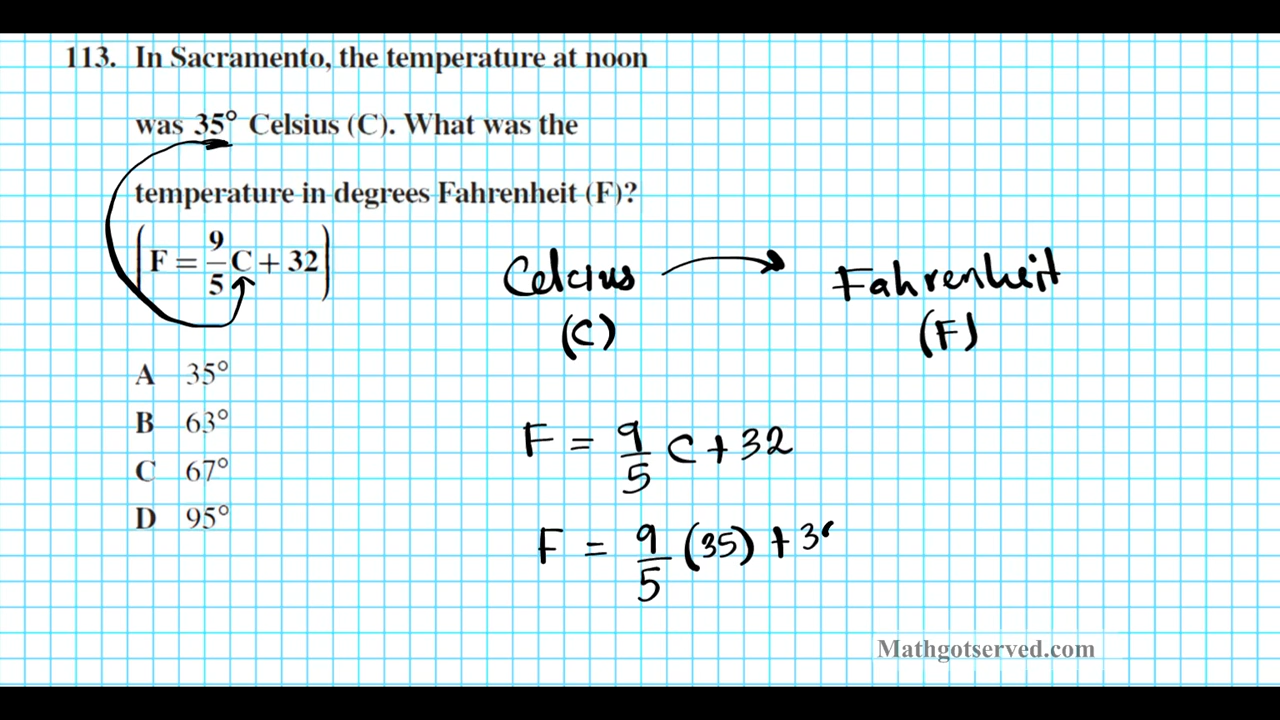 113. In Sacramento, the temperature at noon
was 35° Celsius (C). What was the
temperature in degrees Fahrenheit (F)?
(F = 9/5 C + 32)
Celcius → Fahrenheit
(C) (F)
A 35°
B 63°
C 67°
D 95°
F = 9/5 C + 32
F = 9/5 (35) + 3
Mathgotserved.com